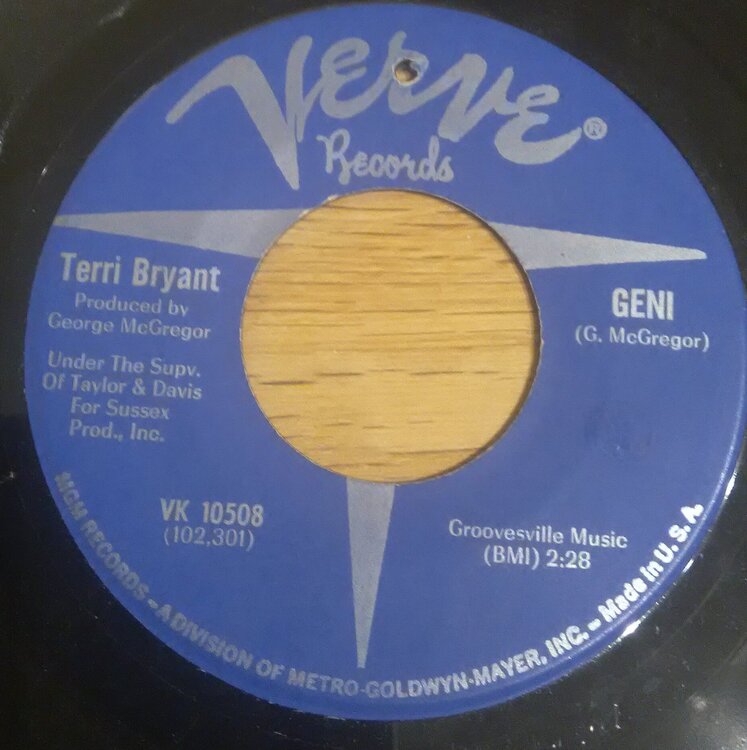 Verve®
Records
Terri Bryant
Produced by
George McGregor
Under The Supv.
Of Taylor & Davis
For Sussex
Prod., Inc.
GENI
(G. McGregor)
VK 10508
(102,301)
Groovesville Music
(BMI) 2:28
MGM RECORDS - A DIVISION OF METRO-GOLDWYN-MAYER, INC. - Made in U. S. A.